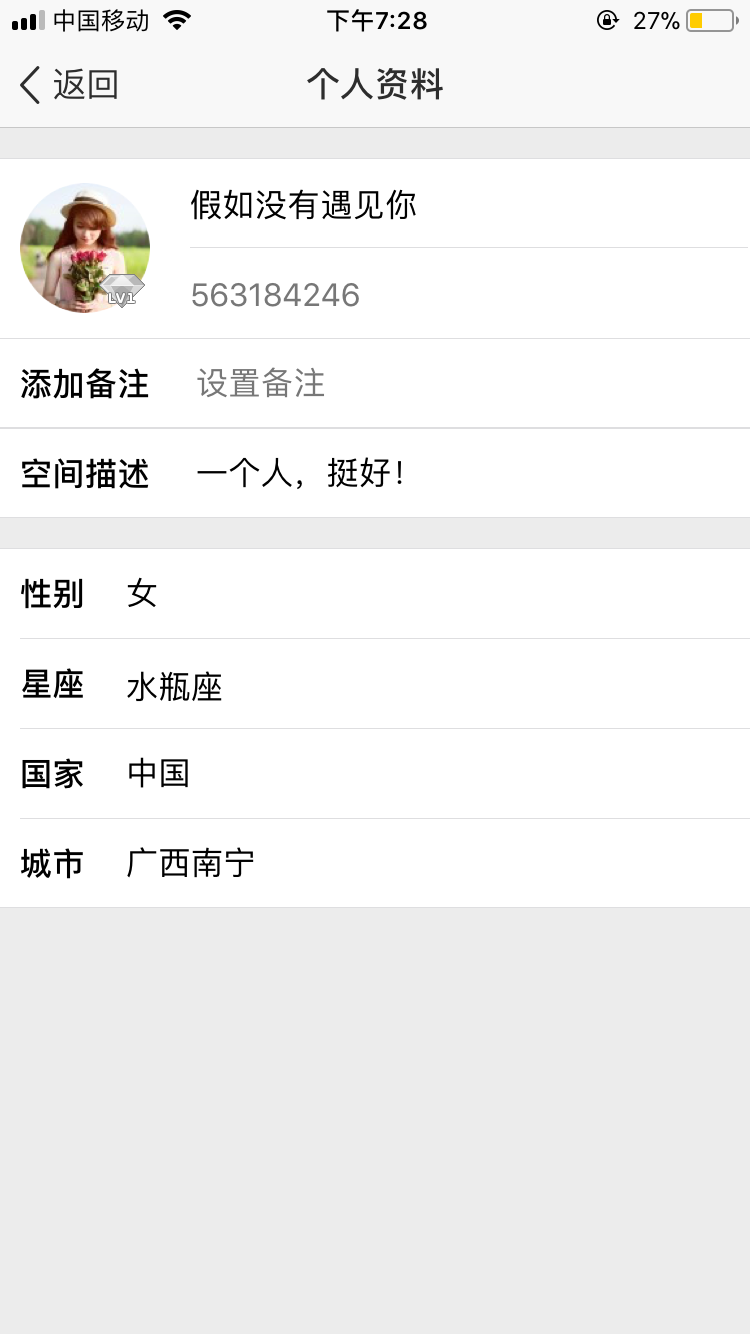 中国移动 下午7:28 27%
返回 个人资料
假如没有遇见你
LV1
563184246
添加备注 设置备注
空间描述 一个人，挺好！
性别 女
星座 水瓶座
国家 中国
城市 广西南宁